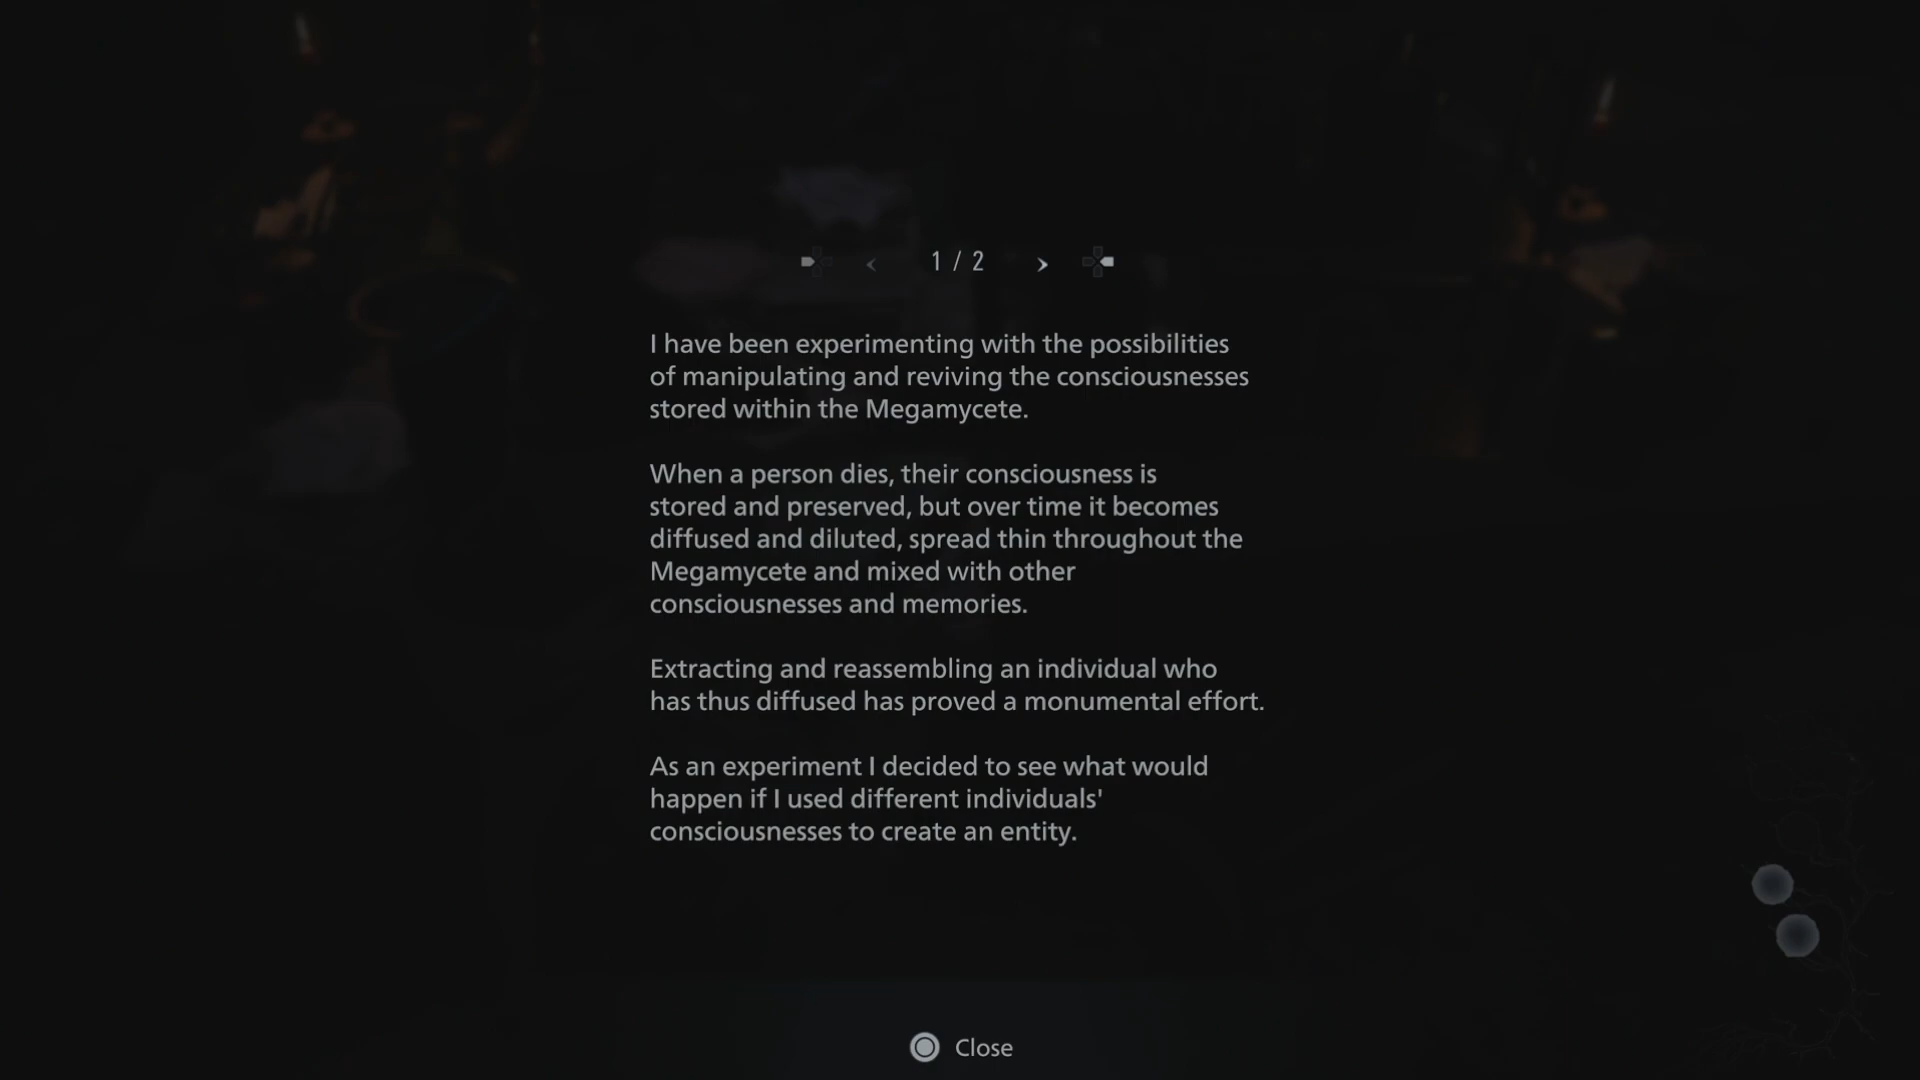 1 / 2
I have been experimenting with the possibilities
of manipulating and reviving the consciousnesses
stored within the Megamycete.
When a person dies, their consciousness is
stored and preserved, but over time it becomes
diffused and diluted, spread thin throughout the
Megamycete and mixed with other
consciousnesses and memories.
Extracting and reassembling an individual who
has thus diffused has proved a monumental effort.
As an experiment I decided to see what would
happen if I used different individuals'
consciousnesses to create an entity.
Close